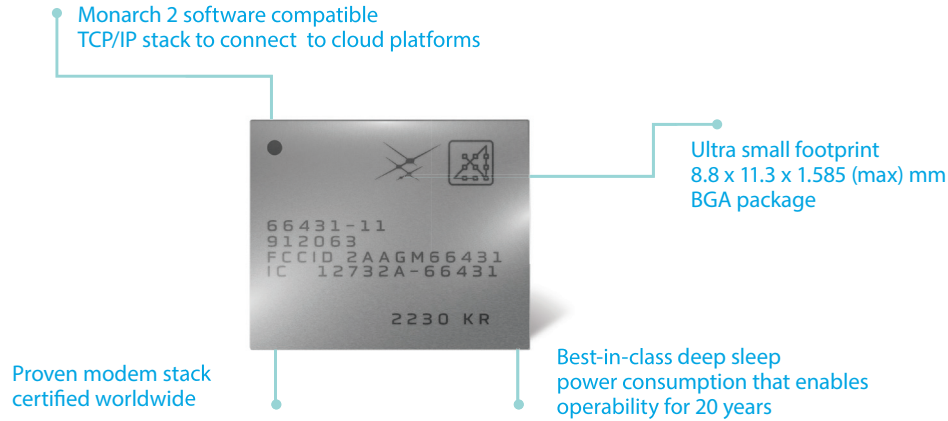 Monarch 2 software compatible
TCP/IP stack to connect to cloud platforms
Ultra small footprint
8.8 x 11.3 x 1.585 (max) mm
BGA package
66431-11
912063
FCCID 2AAGM66431
IC 12732A-66431
2230 KR
Proven modem stack
certified worldwide
Best-in-class deep sleep
power consumption that enables
operability for 20 years